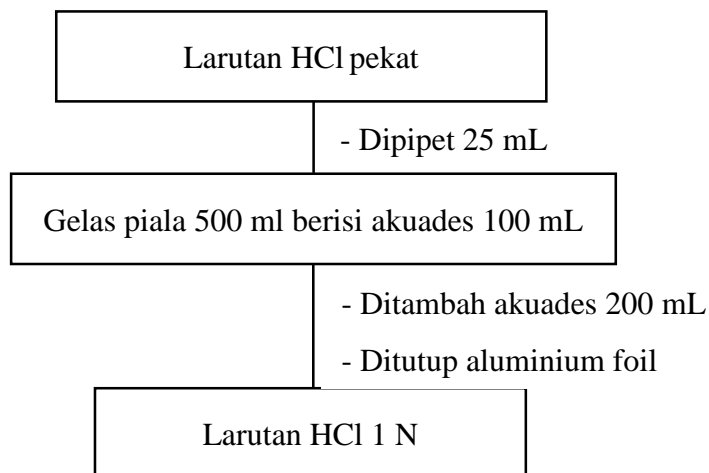 Larutan HCl pekat
- Dipipet 25 mL
Gelas piala 500 ml berisi akuades 100 mL
- Ditambah akuades 200 mL
- Ditutup aluminium foil
Larutan HCl 1 N